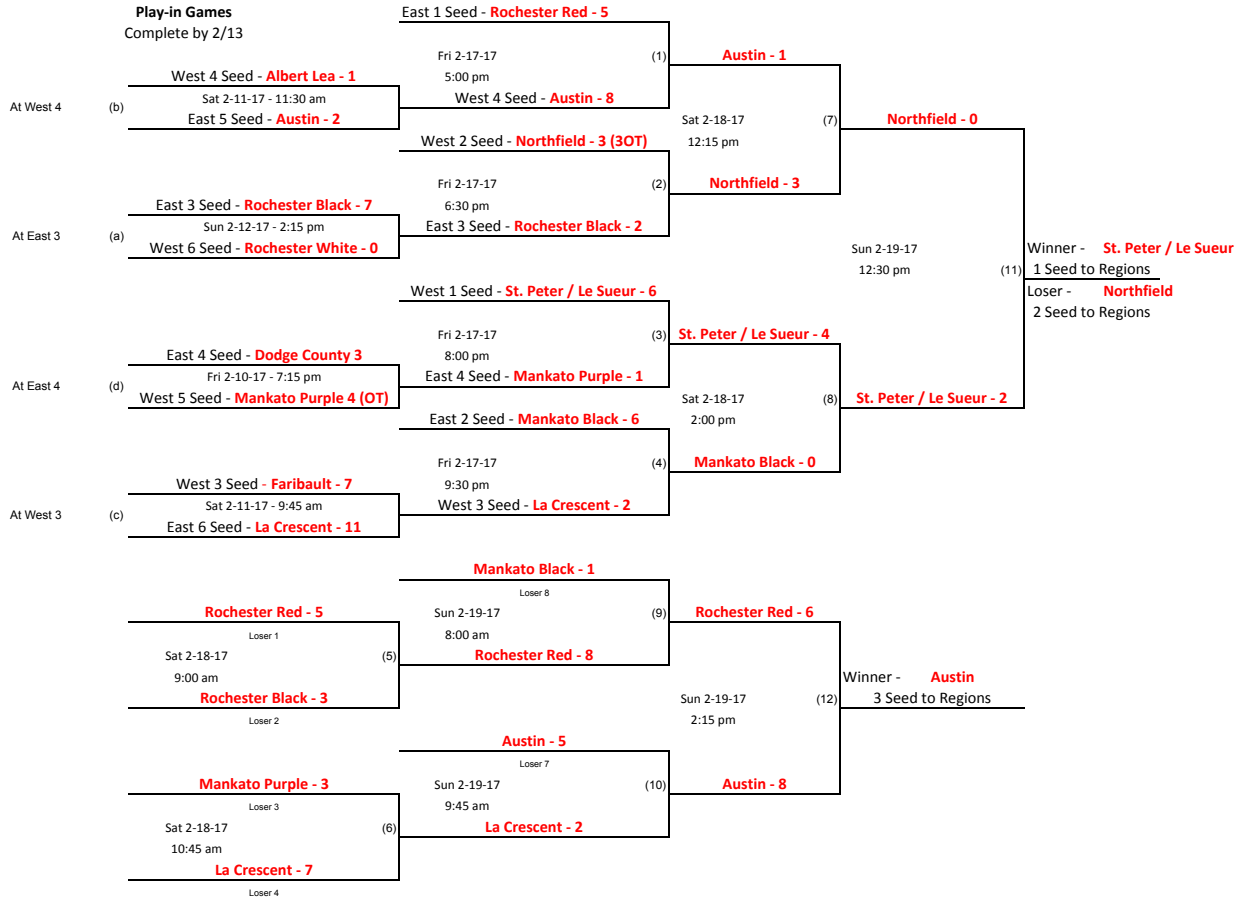 Play-in Games
Complete by 2/13
East 1 Seed - Rochester Red - 5
Fri 2-17-17
5:00 pm
(1)
Austin - 1
West 4 Seed - Albert Lea - 1
At West 4
(b)
Sat 2-11-17 - 11:30 am
East 5 Seed - Austin - 2
West 4 Seed - Austin - 8
Sat 2-18-17
12:15 pm
(7)
Northfield - 0
West 2 Seed - Northfield - 3 (3OT)
Fri 2-17-17
6:30 pm
(2)
Northfield - 3
East 3 Seed - Rochester Black - 7
At East 3
(a)
Sun 2-12-17 - 2:15 pm
West 6 Seed - Rochester White - 0
East 3 Seed - Rochester Black - 2
Sun 2-19-17
12:30 pm
(11)
Winner - St. Peter / Le Sueur
1 Seed to Regions
Loser - Northfield
2 Seed to Regions
West 1 Seed - St. Peter / Le Sueur - 6
Fri 2-17-17
8:00 pm
(3)
St. Peter / Le Sueur - 4
East 4 Seed - Dodge County 3
At East 4
(d)
Fri 2-10-17 - 7:15 pm
West 5 Seed - Mankato Purple 4 (OT)
East 4 Seed - Mankato Purple - 1
Sat 2-18-17
2:00 pm
(8)
St. Peter / Le Sueur - 2
East 2 Seed - Mankato Black - 6
Fri 2-17-17
9:30 pm
(4)
Mankato Black - 0
West 3 Seed - Faribault - 7
At West 3
(c)
Sat 2-11-17 - 9:45 am
East 6 Seed - La Crescent - 11
West 3 Seed - La Crescent - 2
Mankato Black - 1
Loser 8
Sun 2-19-17
8:00 am
(9)
Rochester Red - 6
Rochester Red - 5
Loser 1
Sat 2-18-17
9:00 am
(5)
Rochester Red - 8
Rochester Black - 3
Loser 2
Sun 2-19-17
2:15 pm
(12)
Winner - Austin
3 Seed to Regions
Austin - 5
Loser 7
Sun 2-19-17
9:45 am
(10)
Austin - 8
Mankato Purple - 3
Loser 3
Sat 2-18-17
10:45 am
(6)
La Crescent - 2
La Crescent - 7
Loser 4